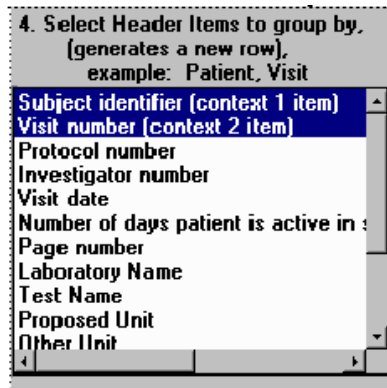 4. Select Header Items to group by,
(generates a new row),
example: Patient, Visit
Subject identifier (context 1 item)
Visit number (context 2 item)
Protocol number
Investigator number
Visit date
Number of days patient is active in
Page number
Laboratory Name
Test Name
Proposed Unit
Other Unit